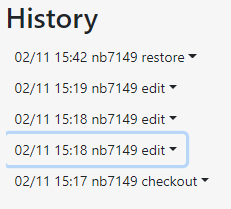 History
02/11 15:42 nb7149 restore
02/11 15:19 nb7149 edit
02/11 15:18 nb7149 edit
02/11 15:18 nb7149 edit
02/11 15:17 nb7149 checkout